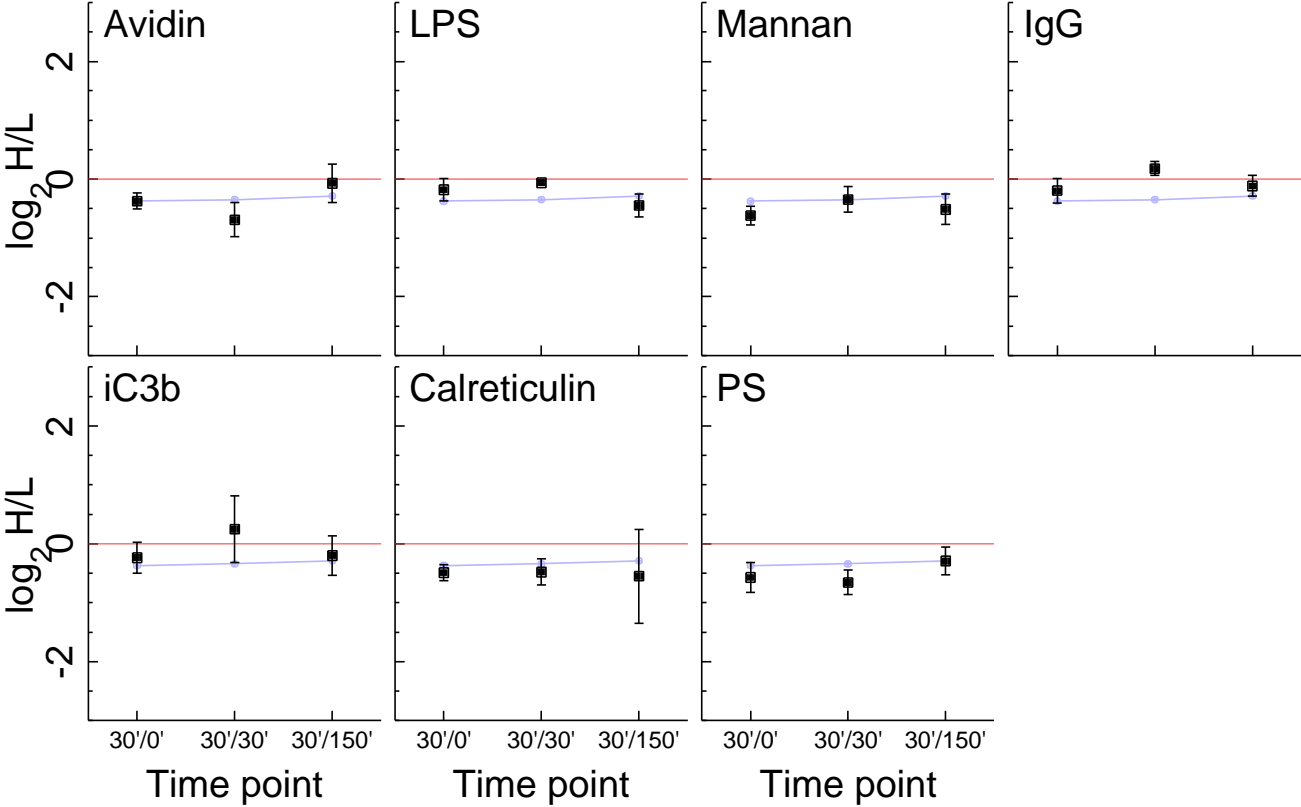 Avidin LPS Mannan IgG
log2 H/L
2
0
-2
iC3b Calreticulin PS
log2 H/L
2
0
-2
30'/0' 30'/30' 30'/150' 30'/0' 30'/30' 30'/150' 30'/0' 30'/30' 30'/150'
Time point Time point Time point